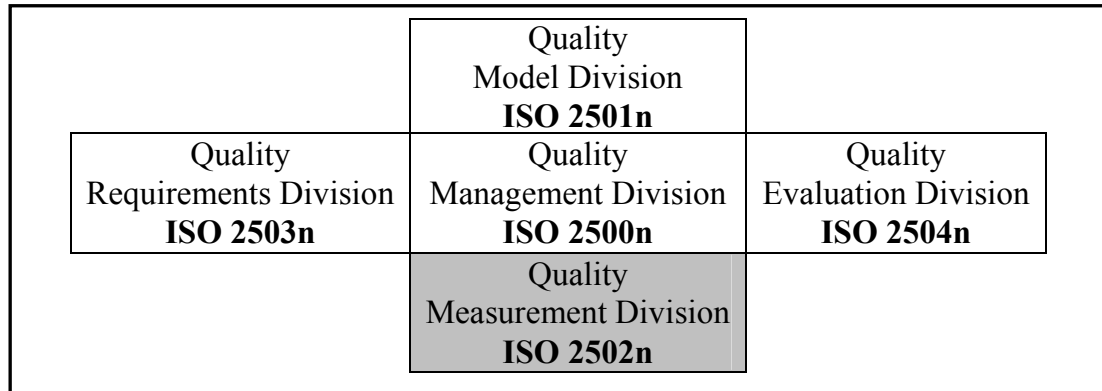 Quality
Model Division
ISO 2501n
Quality
Requirements Division
ISO 2503n
Quality
Management Division
ISO 2500n
Quality
Evaluation Division
ISO 2504n
Quality
Measurement Division
ISO 2502n